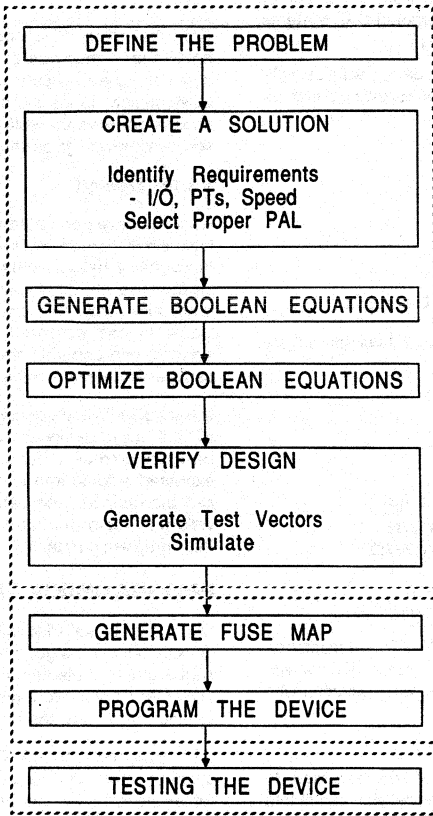 DEFINE THE PROBLEM
CREATE A SOLUTION
Identify Requirements
- I/O, PTs, Speed
Select Proper PAL
GENERATE BOOLEAN EQUATIONS
OPTIMIZE BOOLEAN EQUATIONS
VERIFY DESIGN
Generate Test Vectors
Simulate
GENERATE FUSE MAP
PROGRAM THE DEVICE
TESTING THE DEVICE